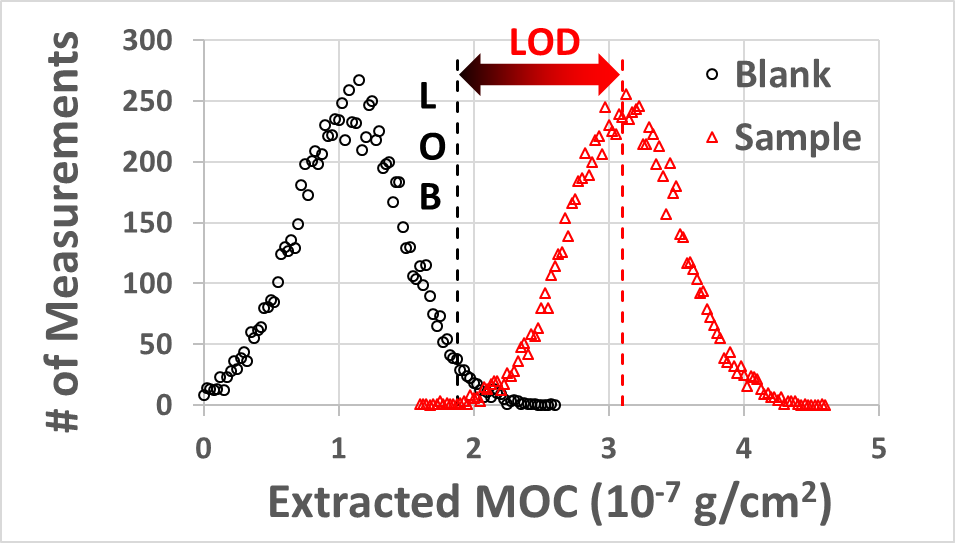 LOD
LOB
Blank
Sample
# of Measurements
300
250
200
150
100
50
0
0 1 2 3 4 5
Extracted MOC (10⁻⁷ g/cm²)